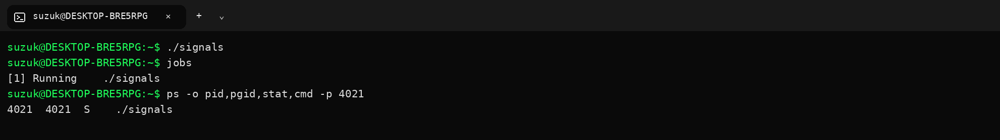 suzuk@DESKTOP-BRE5RPG × + ⌄
suzuk@DESKTOP-BRE5RPG:~$ ./signals
suzuk@DESKTOP-BRE5RPG:~$ jobs
[1] Running    ./signals
suzuk@DESKTOP-BRE5RPG:~$ ps -o pid,pgid,stat,cmd -p 4021
4021  4021  S    ./signals